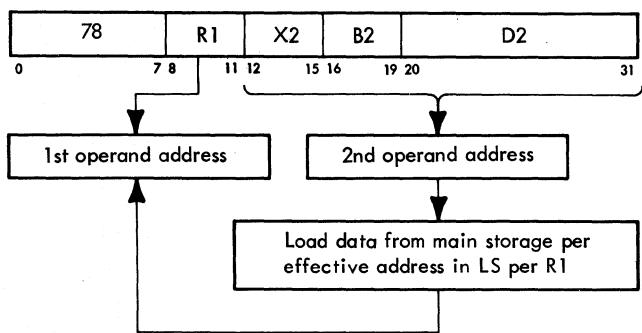 78 R1 X2 B2 D2
0 7 8 11 12 15 16 19 20 31
1st operand address 2nd operand address
Load data from main storage per
effective address in LS per R1